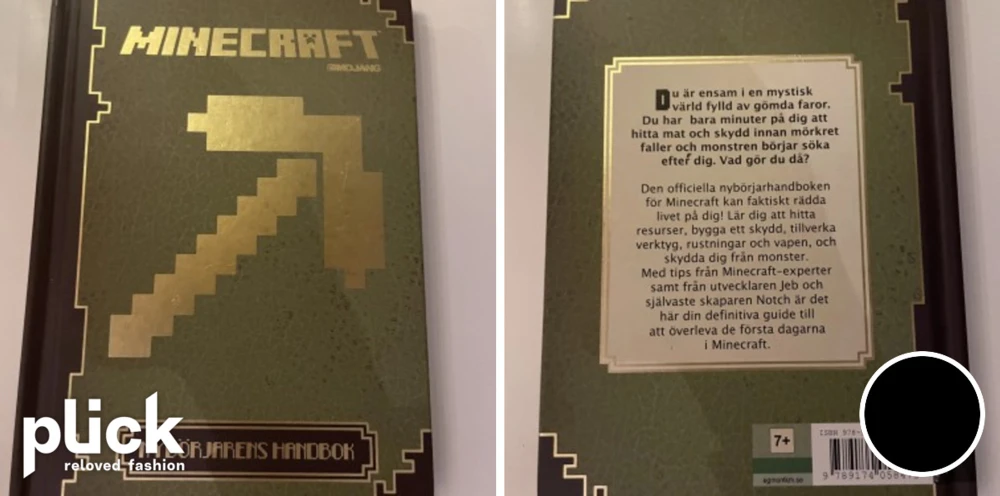 MINECRAFT
MOJANG
plick
reloved fashion
HANDBOK
Du är ensam i en mystisk
värld fylld av gömda faror.
Du har bara minuter på dig att
hitta mat och skydd innan mörkret
faller och monstren börjar söka
efter dig. Vad gör du då?
Den officiella nybörjarhandboken
för Minecraft kan faktiskt rädda
livet på dig! Lär dig att hitta
resurser, bygga ett skydd, tillverka
verktyg, rustningar och vapen, och
skydda dig från monster.
Med tips från Minecraft-experter
samt från utvecklaren Jeb och
självaste skaparen Notch är det
här din definitiva guide till
att överleva de första dagarna
i Minecraft.
7+
ISBN 978-